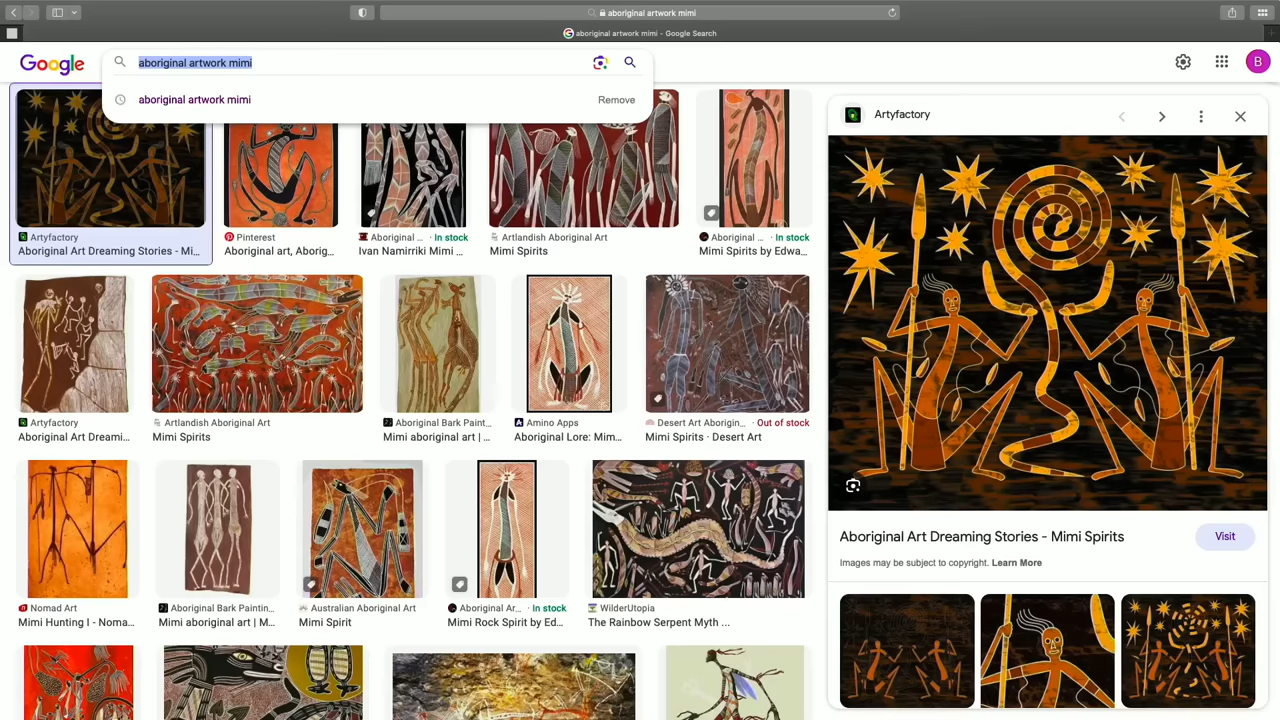 aboriginal artwork mimi
aboriginal artwork mimi - Google Search
Google
aboriginal artwork mimi
B
aboriginal artwork mimi
Remove
Artyfactory
Aboriginal Art Dreaming Stories - Mi...
Pinterest
Aboriginal art, Aborig...
Aboriginal ... · In stock
Ivan Namirriki Mimi ...
Artlandish Aboriginal Art
Mimi Spirits
Aboriginal ... · In stock
Mimi Spirits by Edwa...
Artyfactory
Aboriginal Art Dreami...
Artlandish Aboriginal Art
Mimi Spirits
Aboriginal Bark Paint...
Mimi aboriginal art | ...
Amino Apps
Aboriginal Lore: Mim...
Desert Art Aborigin... · Out of stock
Mimi Spirits · Desert Art
Nomad Art
Mimi Hunting I - Noma...
Aboriginal Bark Paintin...
Mimi aboriginal art | M...
Australian Aboriginal Art
Mimi Spirit
Aboriginal Ar... · In stock
Mimi Rock Spirit by Ed...
WilderUtopia
The Rainbow Serpent Myth ...
Artyfactory
Aboriginal Art Dreaming Stories - Mimi Spirits
Visit
Images may be subject to copyright. Learn More